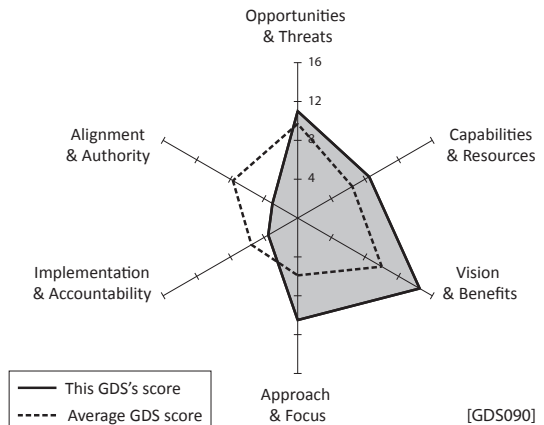 Opportunities
& Threats
16
12
8
4
Alignment
& Authority
Capabilities
& Resources
Implementation
& Accountability
Vision
& Benefits
Approach
& Focus
This GDS's score
Average GDS score
[GDS090]